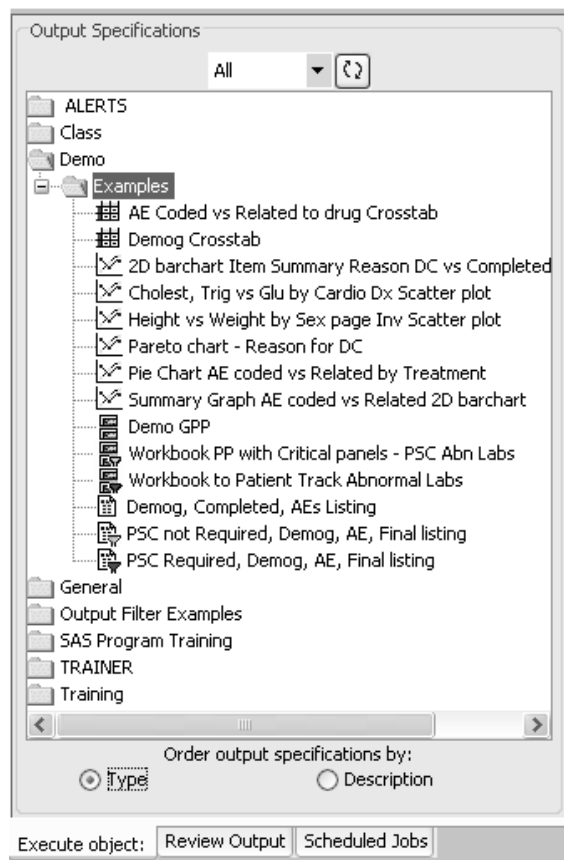 Output Specifications
All
ALERTS
Class
Demo
Examples
AE Coded vs Related to drug Crosstab
Demog Crosstab
2D barchart Item Summary Reason DC vs Completed
Cholest, Trig vs Glu by Cardio Dx Scatter plot
Height vs Weight by Sex page Inv Scatter plot
Pareto chart - Reason for DC
Pie Chart AE coded vs Related by Treatment
Summary Graph AE coded vs Related 2D barchart
Demo GPP
Workbook PP with Critical panels - PSC Abn Labs
Workbook to Patient Track Abnormal Labs
Demog, Completed, AEs Listing
PSC not Required, Demog, AE, Final listing
PSC Required, Demog, AE, Final listing
General
Output Filter Examples
SAS Program Training
TRAINER
Training
Order output specifications by:
Type Description
Execute object: Review Output Scheduled Jobs